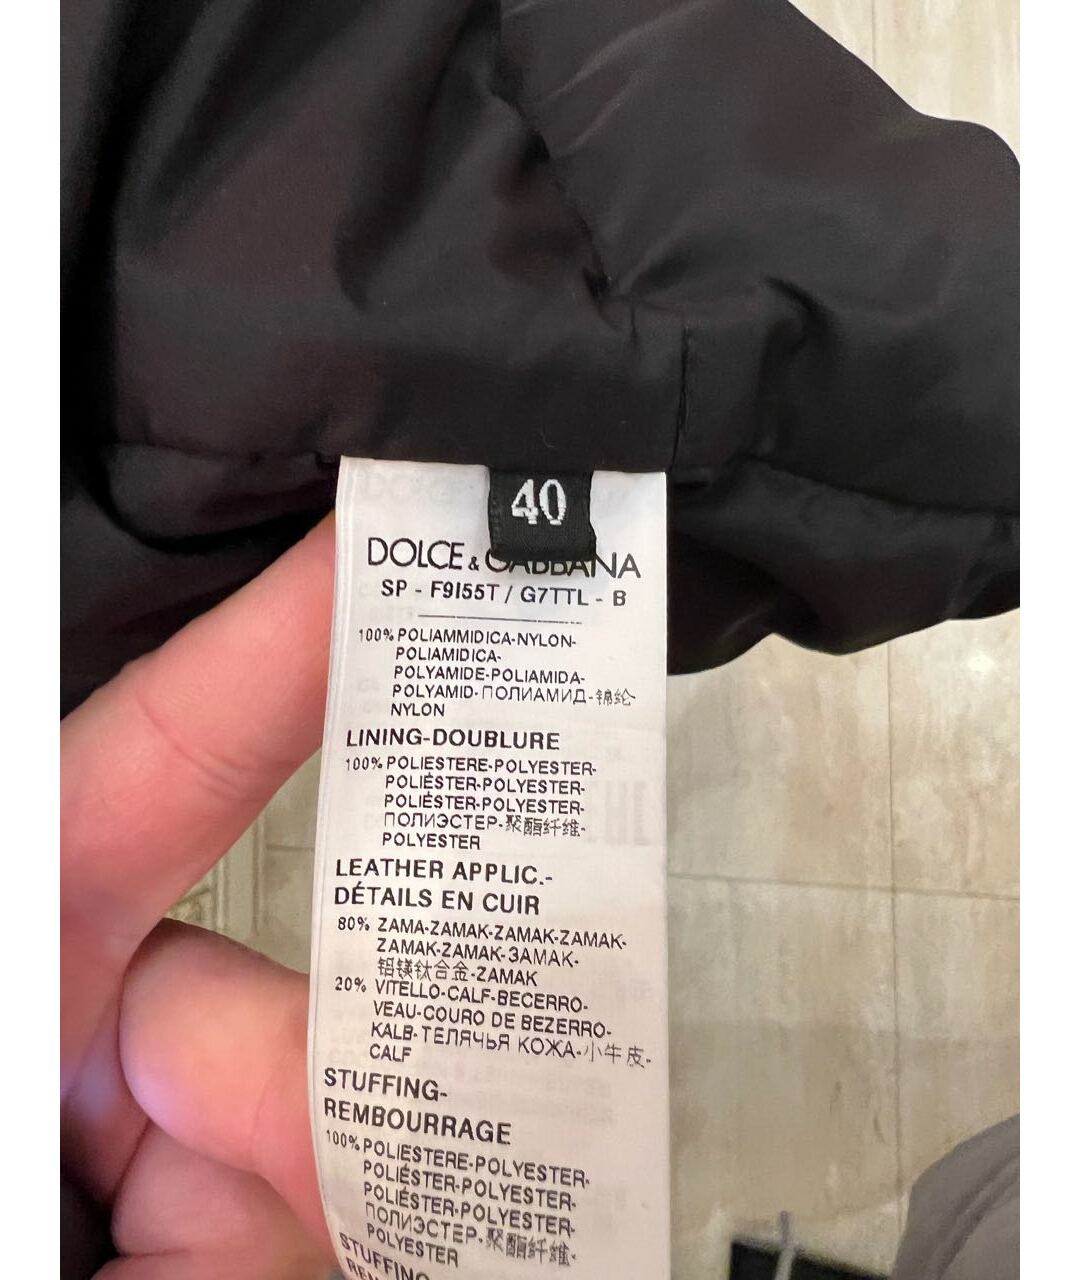 40
DOLCE & GABBANA
SP - F9I55T / G7TTL - B
100% POLIAMMIDICA-NYLON-
POLIAMIDICA-
POLYAMIDE-POLIAMIDA-
POLYAMID-ПОЛИАМИД-锦纶-
NYLON
LINING-DOUBLURE
100% POLIESTERE-POLYESTER-
POLIÉSTER-POLYESTER-
POLIÉSTER-POLYESTER-
ПОЛИЭСТЕР-聚酯纤维-
POLYESTER
LEATHER APPLIC.-
DÉTAILS EN CUIR
80% ZAMA-ZAMAK-ZAMAK-ZAMAK-
ZAMAK-ZAMAK-ЗАМАК-
铝镁钛合金-ZAMAK
20% VITELLO-CALF-BECERRO-
VEAU-COURO DE BEZERRO-
KALB-ТЕЛЯЧЬЯ КОЖА-小牛皮-
CALF
STUFFING-
REMBOURRAGE
100% POLIESTERE-POLYESTER-
POLIÉSTER-POLYESTER-
POLIÉSTER-POLYESTER-
ПОЛИЭСТЕР-聚酯纤维-
POLYESTER
STUFFING-